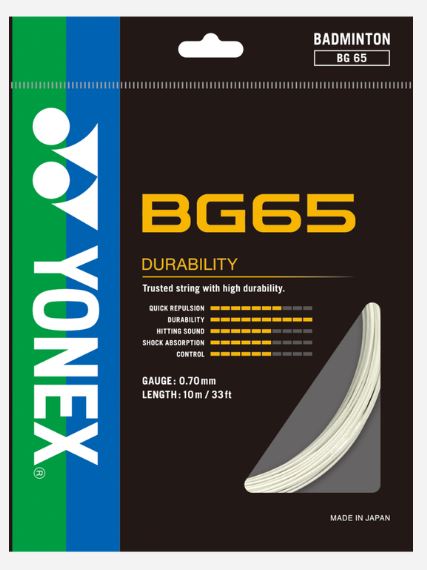 BADMINTON
BG 65
YONEX®
BG65
DURABILITY
Trusted string with high durability.
QUICK REPULSION
DURABILITY
HITTING SOUND
SHOCK ABSORPTION
CONTROL
GAUGE: 0.70mm
LENGTH: 10m / 33ft
MADE IN JAPAN